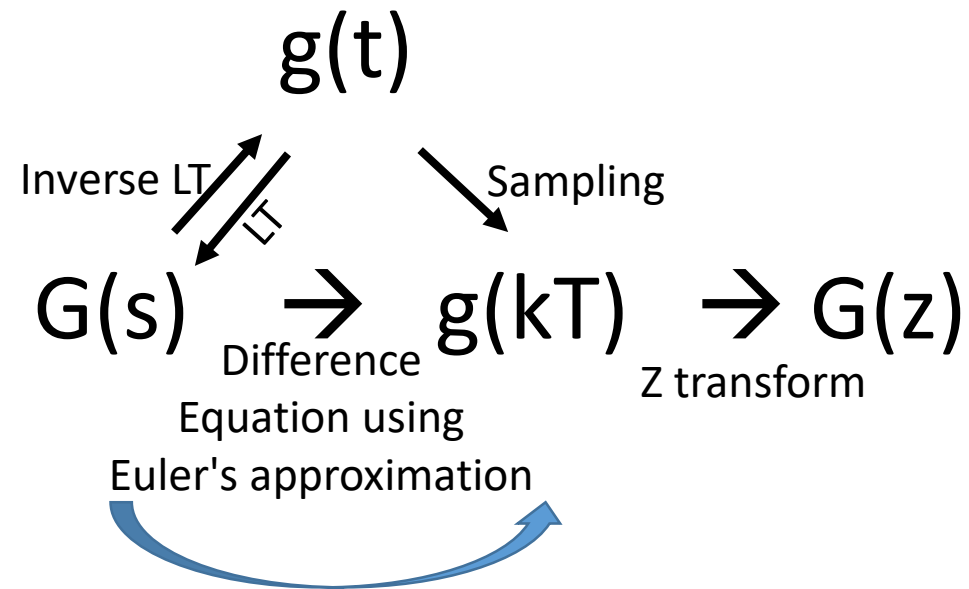 g(t)
Inverse LT
LT
Sampling
G(s) → g(kT) → G(z)
Difference
Equation using
Euler's approximation
Z transform